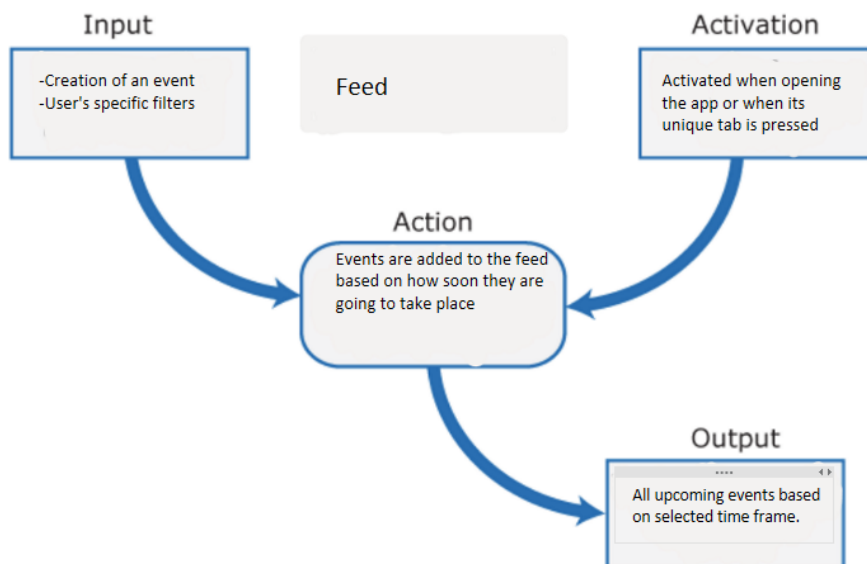 Input
-Creation of an event
-User's specific filters
Feed
Activation
Activated when opening
the app or when its
unique tab is pressed
Action
Events are added to the feed
based on how soon they are
going to take place
Output
All upcoming events based
on selected time frame.